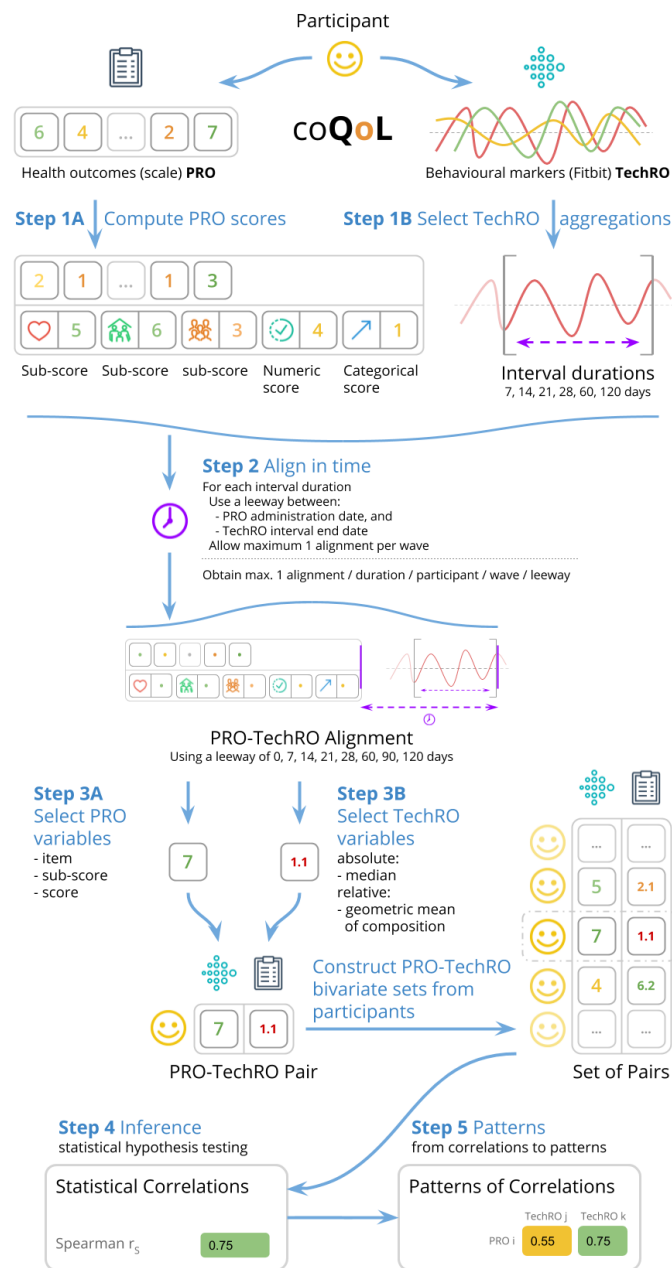 Participant
6 4 ... 2 7
coQoL
Health outcomes (scale) PRO
Behavioural markers (Fitbit) TechRO
Step 1A Compute PRO scores
Step 1B Select TechRO aggregations
2 1 ... 1 3
5 6 3 4 1
Sub-score Sub-score sub-score Numeric score Categorical score
Interval durations
7, 14, 21, 28, 60, 120 days
Step 2 Align in time
For each interval duration
Use a leeway between:
- PRO administration date, and
- TechRO interval end date
Allow maximum 1 alignment per wave
Obtain max. 1 alignment / duration / participant / wave / leeway
PRO-TechRO Alignment
Using a leeway of 0, 7, 14, 21, 28, 60, 90, 120 days
Step 3A
Select PRO
variables
- item
- sub-score
- score
7
1.1
Step 3B
Select TechRO
variables
absolute:
- median
relative:
- geometric mean
of composition
... ...
5 2.1
7 1.1
4 6.2
... ...
Set of Pairs
Construct PRO-TechRO
bivariate sets from
participants
7 1.1
PRO-TechRO Pair
Step 4 Inference
statistical hypothesis testing
Statistical Correlations
Spearman rS 0.75
Step 5 Patterns
from correlations to patterns
Patterns of Correlations
TechRO j TechRO k
PRO i 0.55 0.75